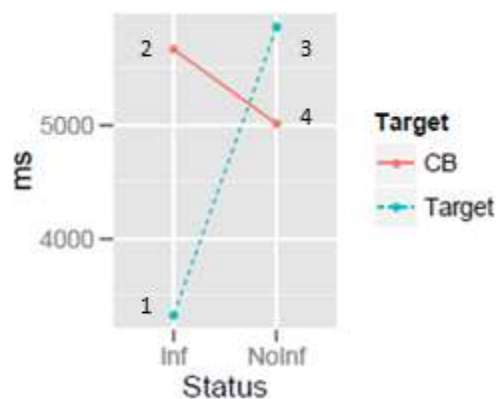 2
3
5000
4
ms
4000
1
Inf
NoInf
Status
Target
CB
Target